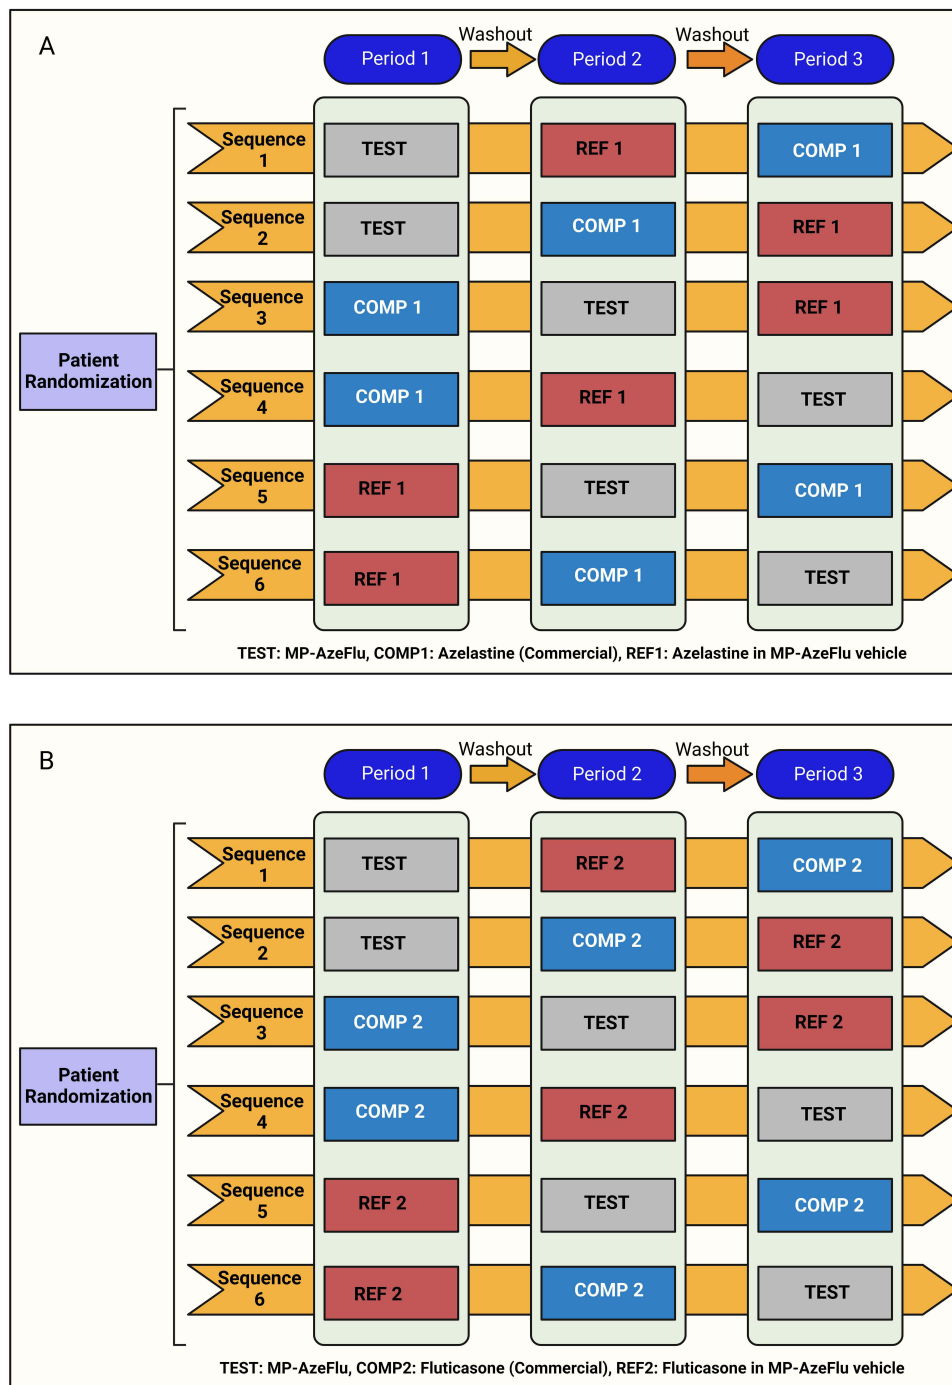 A
Washout
Washout
Period 1
Period 2
Period 3
Sequence
1
TEST
REF 1
COMP 1
Sequence
2
TEST
COMP 1
REF 1
Sequence
3
COMP 1
TEST
REF 1
Patient
Randomization
Sequence
4
COMP 1
REF 1
TEST
Sequence
5
REF 1
TEST
COMP 1
Sequence
6
REF 1
COMP 1
TEST
TEST: MP-AzeFlu, COMP1: Azelastine (Commercial), REF1: Azelastine in MP-AzeFlu vehicle
B
Washout
Washout
Period 1
Period 2
Period 3
Sequence
1
TEST
REF 2
COMP 2
Sequence
2
TEST
COMP 2
REF 2
Sequence
3
COMP 2
TEST
REF 2
Patient
Randomization
Sequence
4
COMP 2
REF 2
TEST
Sequence
5
REF 2
TEST
COMP 2
Sequence
6
REF 2
COMP 2
TEST
TEST: MP-AzeFlu, COMP2: Fluticasone (Commercial), REF2: Fluticasone in MP-AzeFlu vehicle